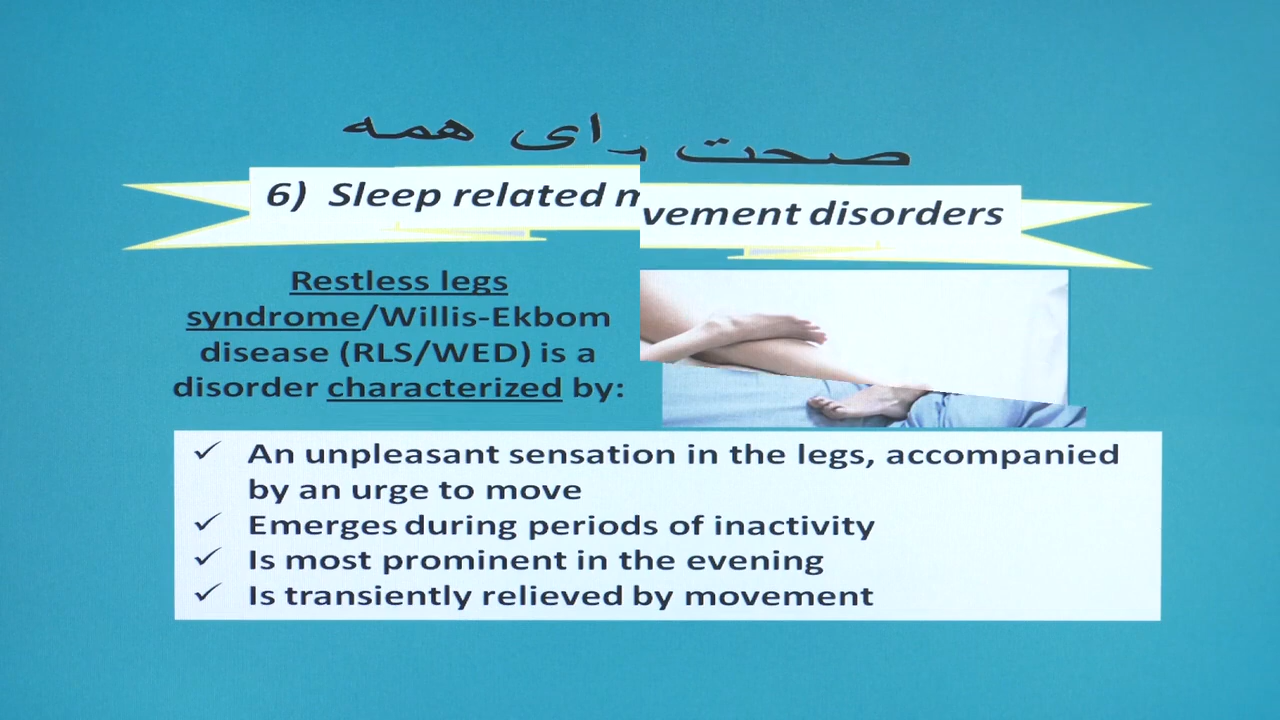 صحت برای همه
6) Sleep related vement disorders
Restless legs
syndrome/Willis-Ekbom
disease (RLS/WED) is a
disorder characterized by:
✓ An unpleasant sensation in the legs, accompanied
by an urge to move
✓ Emerges during periods of inactivity
✓ Is most prominent in the evening
✓ Is transiently relieved by movement